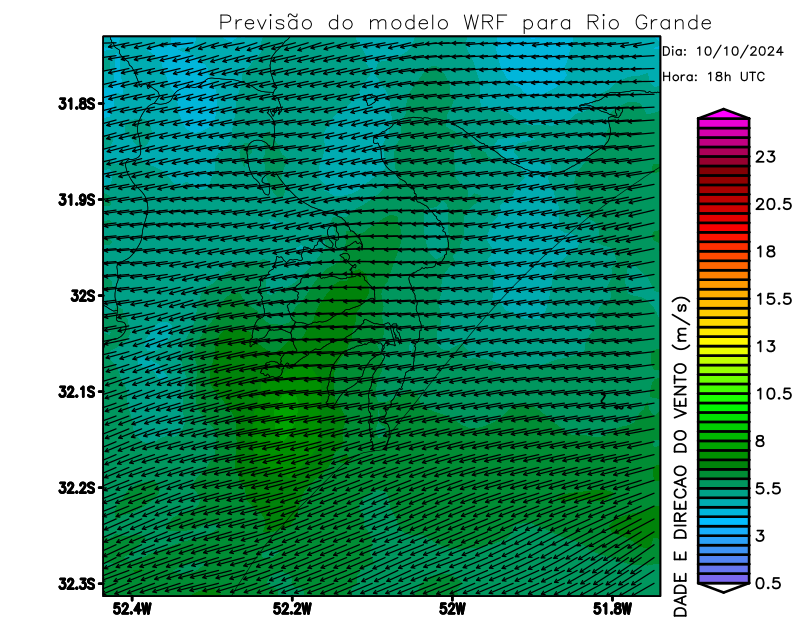 Previsão do modelo WRF para Rio Grande
Dia: 10/10/2024
Hora: 18h UTC
31.8S
31.9S
32S
32.1S
32.2S
32.3S
52.4W
52.2W
52W
51.8W
23
20.5
18
15.5
13
10.5
8
5.5
3
0.5
DADE E DIRECAO DO VENTO (m/s)